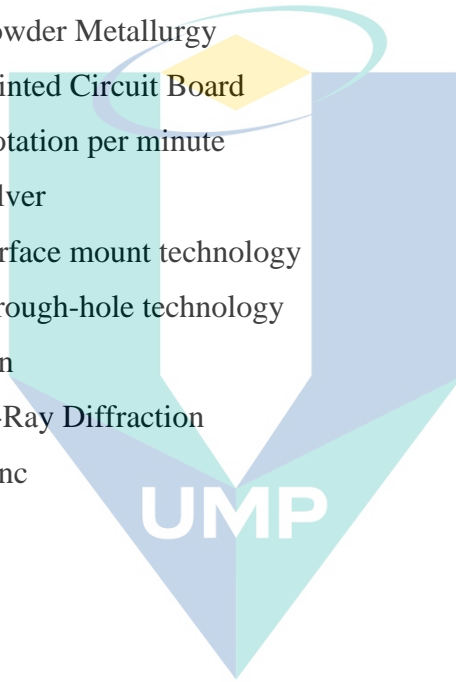 owder Metallurgy
inted Circuit Board
otation per minute
lver
rface mount technology
rough-hole technology
n
-Ray Diffraction
nc
UMP